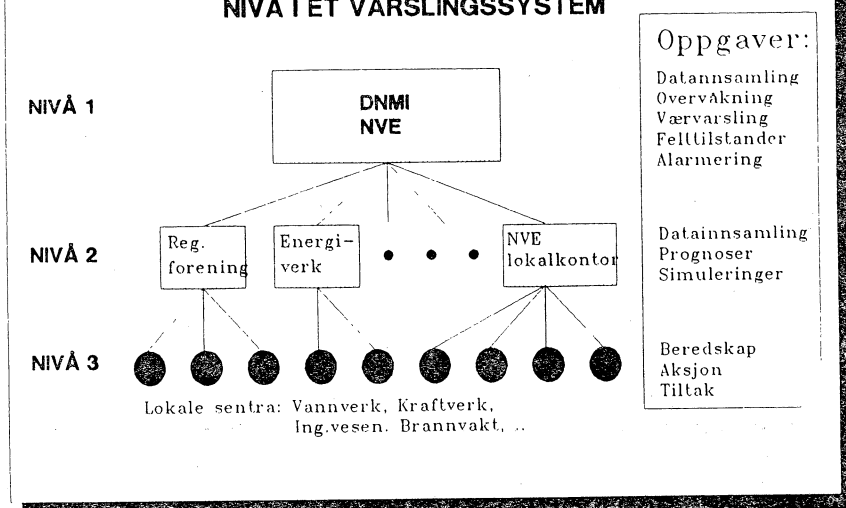 NIVÅ I ET VARSLINGSSYSTEM
Oppgaver:
NIVÅ 1
DNMI
NVE
Datannsamling
Overvåkning
Værvarsling
Felttilstander
Alarmering
NIVÅ 2
Reg.
forening
Energi-
verk
NVE
lokalkontor
Datainnsamling
Prognoser
Simuleringer
NIVÅ 3
Beredskap
Aksjon
Tiltak
Lokale sentra: Vannverk, Kraftverk,
Ing.vesen. Brannvakt, ..